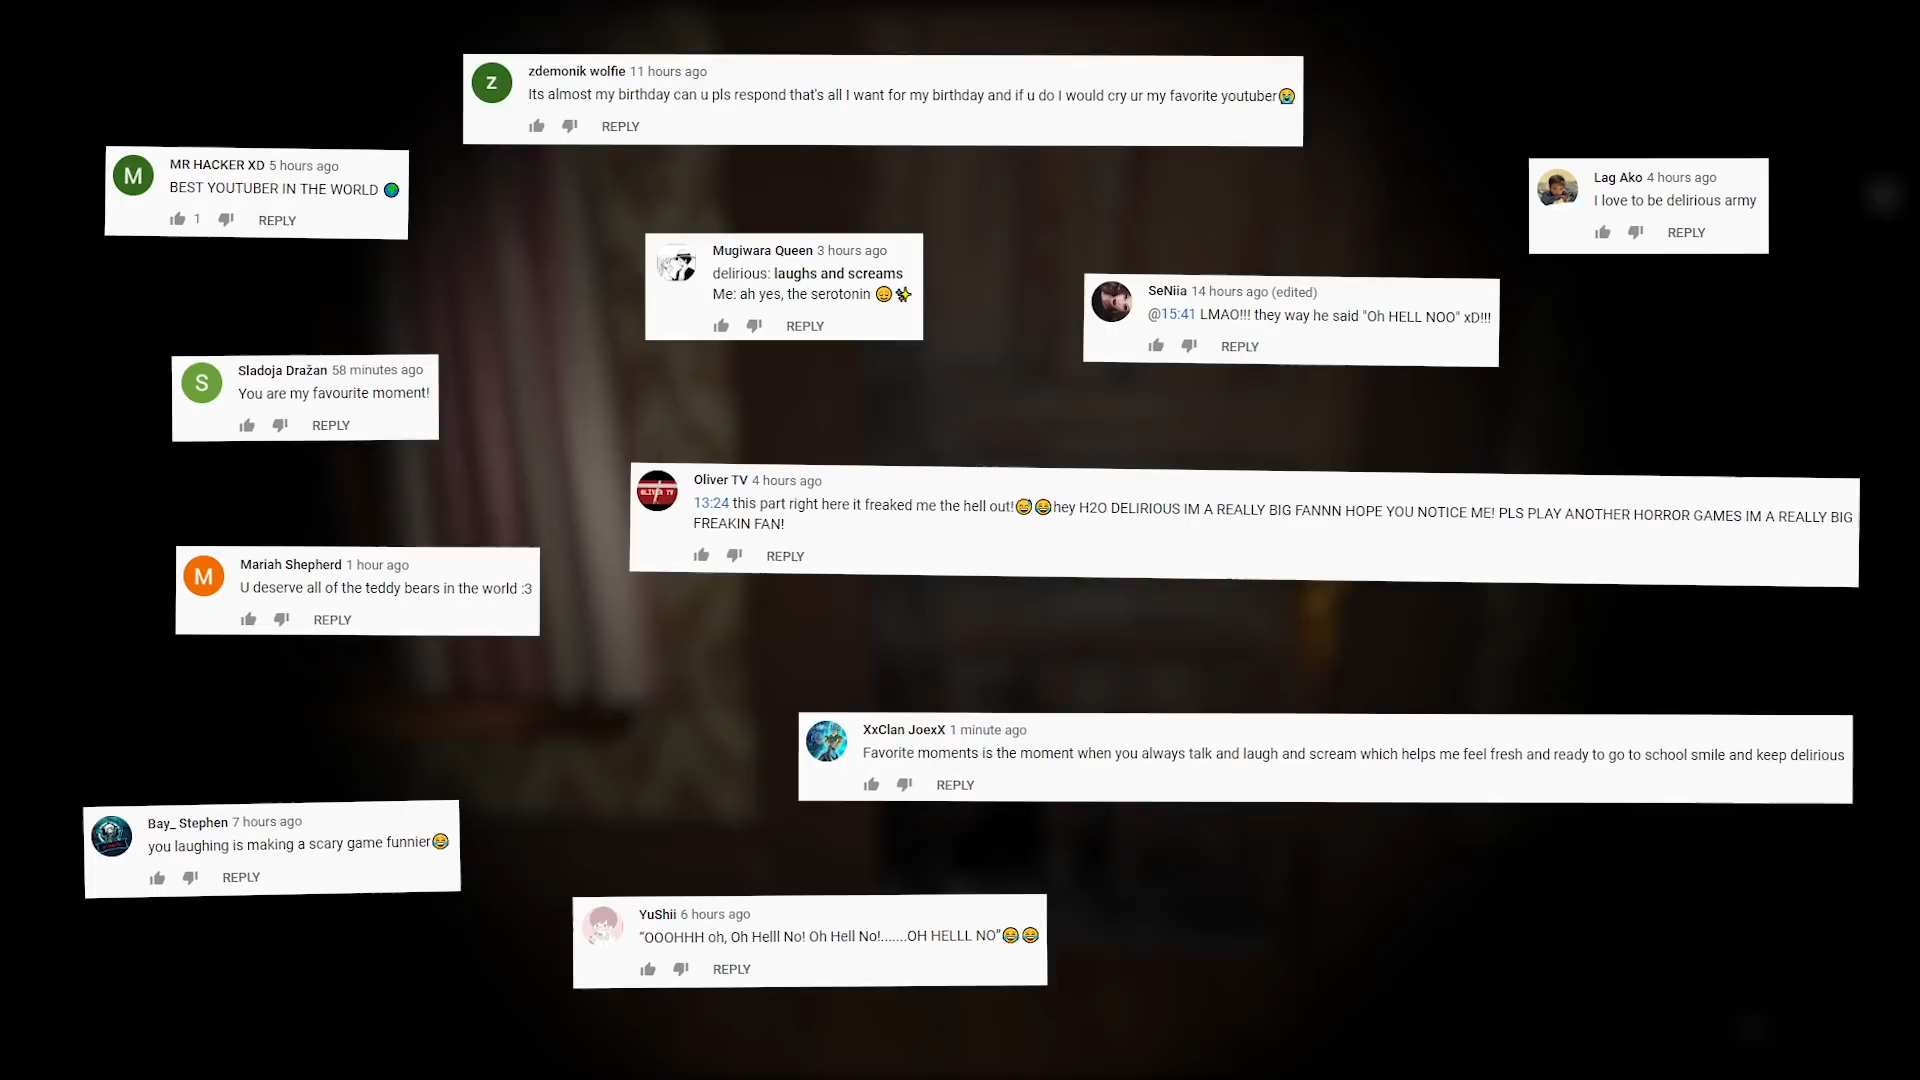 Z
zdemonik wolfie 11 hours ago
Its almost my birthday can u pls respond that's all I want for my birthday and if u do I would cry ur my favorite youtuber😭
REPLY
M
MR HACKER XD 5 hours ago
BEST YOUTUBER IN THE WORLD 🌎
1 REPLY
Lag Ako 4 hours ago
I love to be delirious army
REPLY
Mugiwara Queen 3 hours ago
delirious: laughs and screams
Me: ah yes, the serotonin 😌✨
REPLY
SeNiia 14 hours ago (edited)
@15:41 LMAO!!! they way he said "Oh HELL NOO" xD!!!
REPLY
S
Sladoja Dražan 58 minutes ago
You are my favourite moment!
REPLY
OLIVER TV
Oliver TV 4 hours ago
13:24 this part right here it freaked me the hell out!😅😂hey H2O DELIRIOUS IM A REALLY BIG FANNN HOPE YOU NOTICE ME! PLS PLAY ANOTHER HORROR GAMES IM A REALLY BIG
FREAKIN FAN!
REPLY
M
Mariah Shepherd 1 hour ago
U deserve all of the teddy bears in the world :3
REPLY
XxClan JoexX 1 minute ago
Favorite moments is the moment when you always talk and laugh and scream which helps me feel fresh and ready to go to school smile and keep delirious
REPLY
Bay_ Stephen 7 hours ago
you laughing is making a scary game funnier😂
REPLY
YuShii 6 hours ago
“OOOHHH oh, Oh Helll No! Oh Hell No!.......OH HELLL NO”😂😂
REPLY